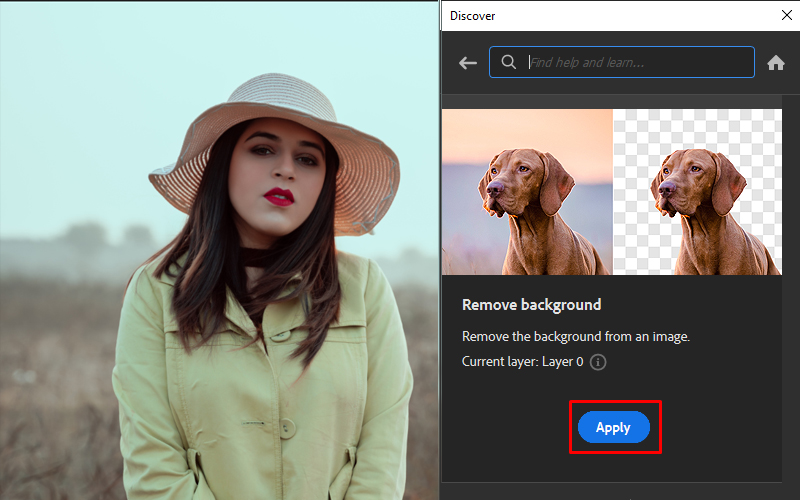 Discover
Find help and learn...
Remove background
Remove the background from an image.
Current layer: Layer 0
Apply